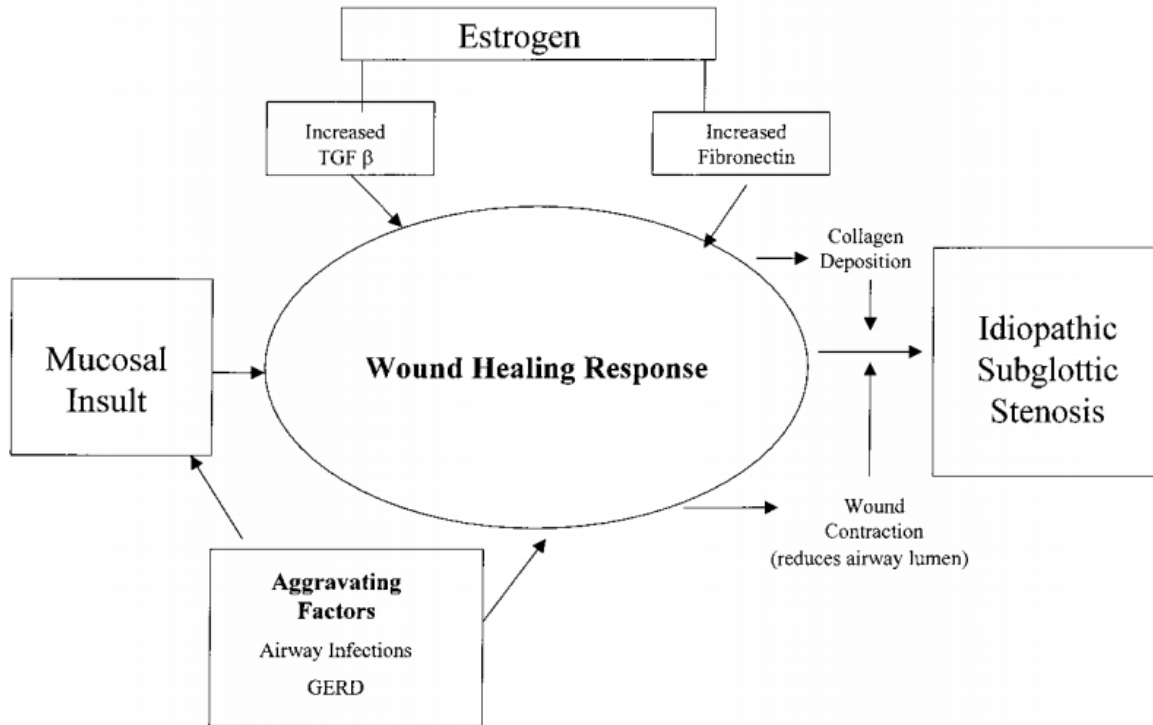 Estrogen
Increased
TGF β
Increased
Fibronectin
Collagen
Deposition
Mucosal
Insult
Wound Healing Response
Idiopathic
Subglottic
Stenosis
Wound
Contraction
(reduces airway lumen)
Aggravating
Factors
Airway Infections
GERD